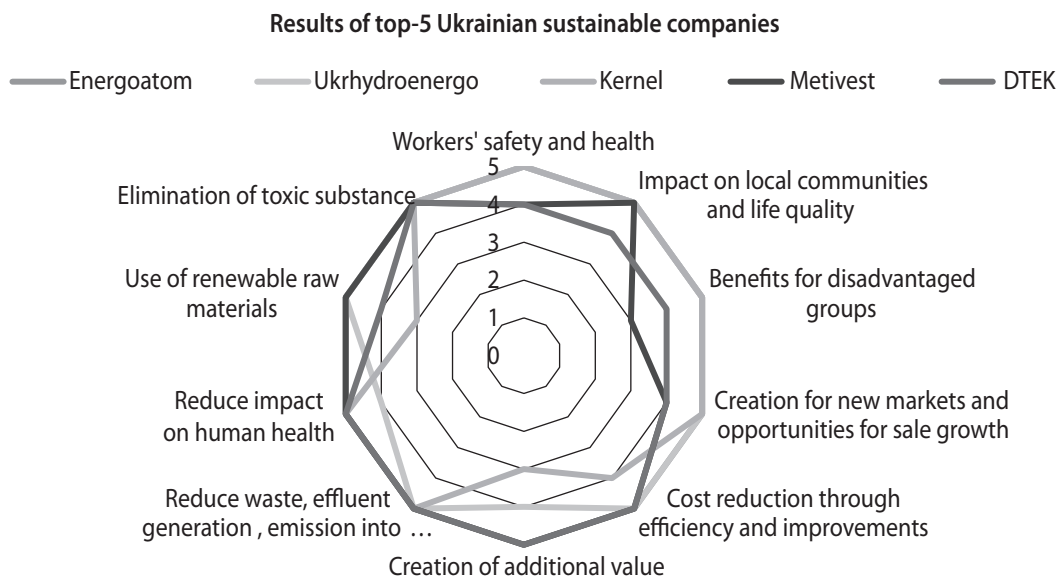 Results of top-5 Ukrainian sustainable companies
Energoatom
Ukrhydroenergo
Kernel
Metivest
DTEK
Workers' safety and health
Impact on local communities
and life quality
Benefits for disadvantaged
groups
Creation for new markets and
opportunities for sale growth
Cost reduction through
efficiency and improvements
Creation of additional value
Reduce waste, effluent
generation , emission into …
Reduce impact
on human health
Use of renewable raw
materials
Elimination of toxic substance
5
4
3
2
1
0